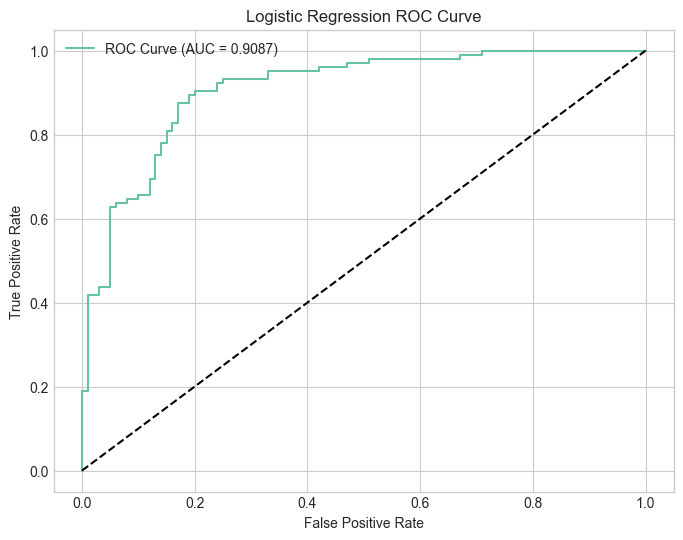 Logistic Regression ROC Curve
ROC Curve (AUC = 0.9087)
1.0
0.8
0.6
0.4
0.2
0.0
True Positive Rate
0.0 0.2 0.4 0.6 0.8 1.0
False Positive Rate